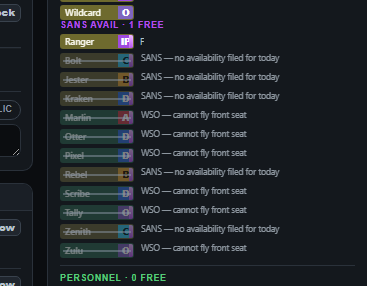 ock
Wildcard O
SANS AVAIL · 1 FREE
Ranger IP F
Bolt C SANS — no availability filed for today
Jester SANS — no availability filed for today
Kraken SANS — no availability filed for today
LIC
Marlin A WSO — cannot fly front seat
Otter WSO — cannot fly front seat
Pixel WSO — cannot fly front seat
Rebel SANS — no availability filed for today
Scribe WSO — cannot fly front seat
Tally O WSO — cannot fly front seat
ow
Zenith C SANS — no availability filed for today
Zulu O WSO — cannot fly front seat
PERSONNEL · 0 FREE
ow